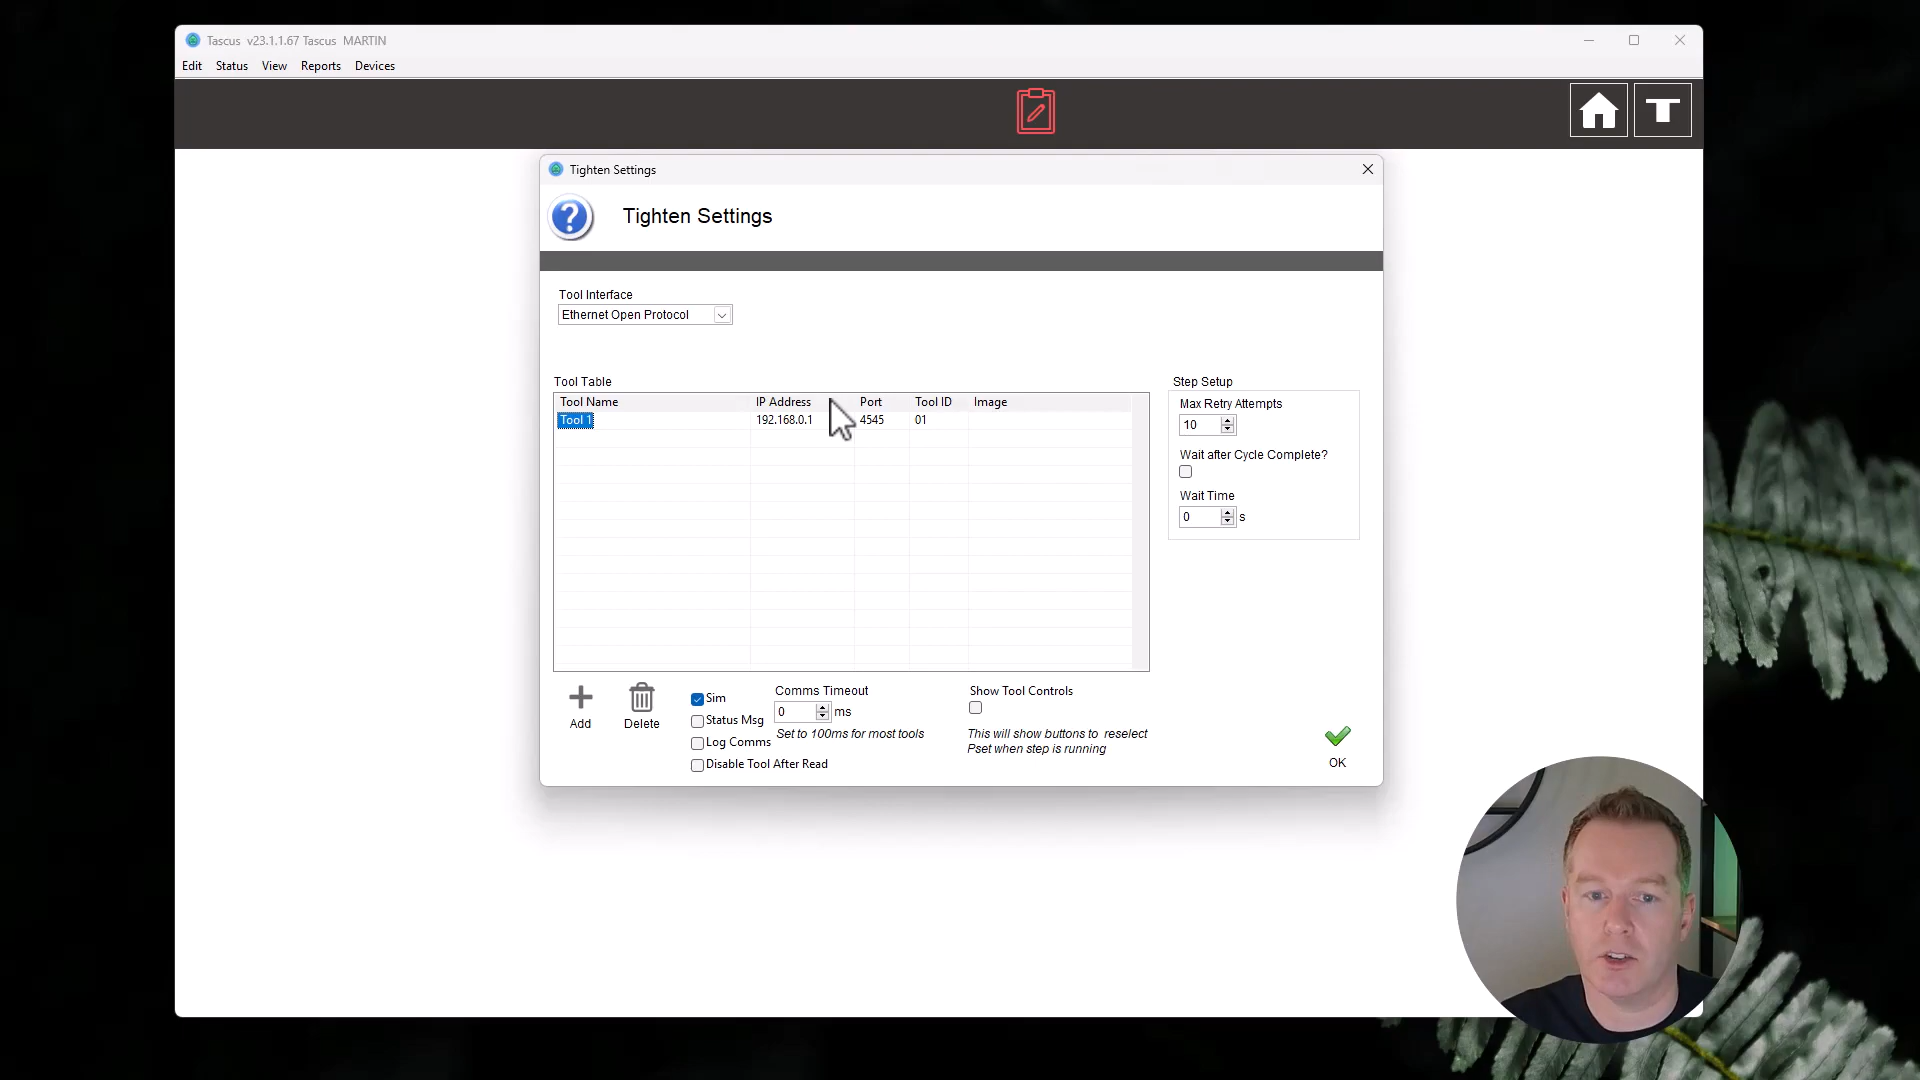 Tascus v23.1.1.67 Tascus MARTIN
Edit Status View Reports Devices
Tighten Settings
Tighten Settings
Tool Interface
Ethernet Open Protocol
Tool Table
Tool Name IP Address Port Tool ID Image
Tool 1 192.168.0.1 4545 01
Step Setup
Max Retry Attempts
10
Wait after Cycle Complete?
Wait Time
0 s
Add
Delete
Sim
Status Msg
Log Comms
Disable Tool After Read
Comms Timeout
0 ms
Set to 100ms for most tools
Show Tool Controls
This will show buttons to reselect
Pset when step is running
OK